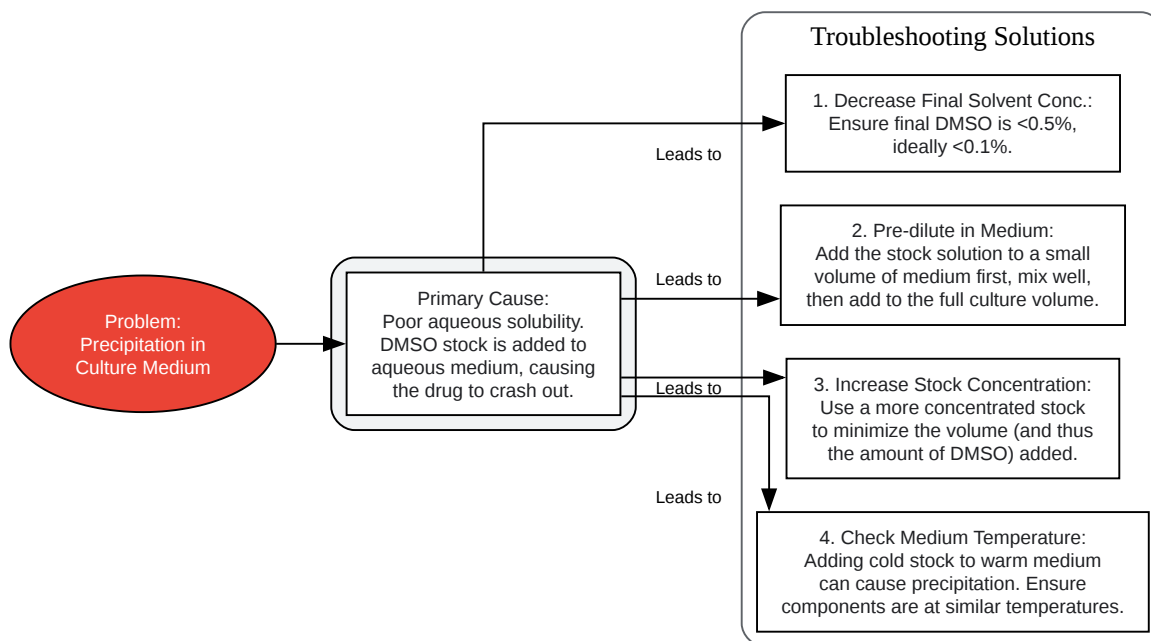 Troubleshooting Solutions
1. Decrease Final Solvent Conc.:
Ensure final DMSO is <0.5%,
ideally <0.1%.
Leads to
2. Pre-dilute in Medium:
Add the stock solution to a small
volume of medium first, mix well,
then add to the full culture volume.
Leads to
Problem:
Precipitation in
Culture Medium
Primary Cause:
Poor aqueous solubility.
DMSO stock is added to
aqueous medium, causing
the drug to crash out.
Leads to
3. Increase Stock Concentration:
Use a more concentrated stock
to minimize the volume (and thus
the amount of DMSO) added.
Leads to
4. Check Medium Temperature:
Adding cold stock to warm medium
can cause precipitation. Ensure
components are at similar temperatures.